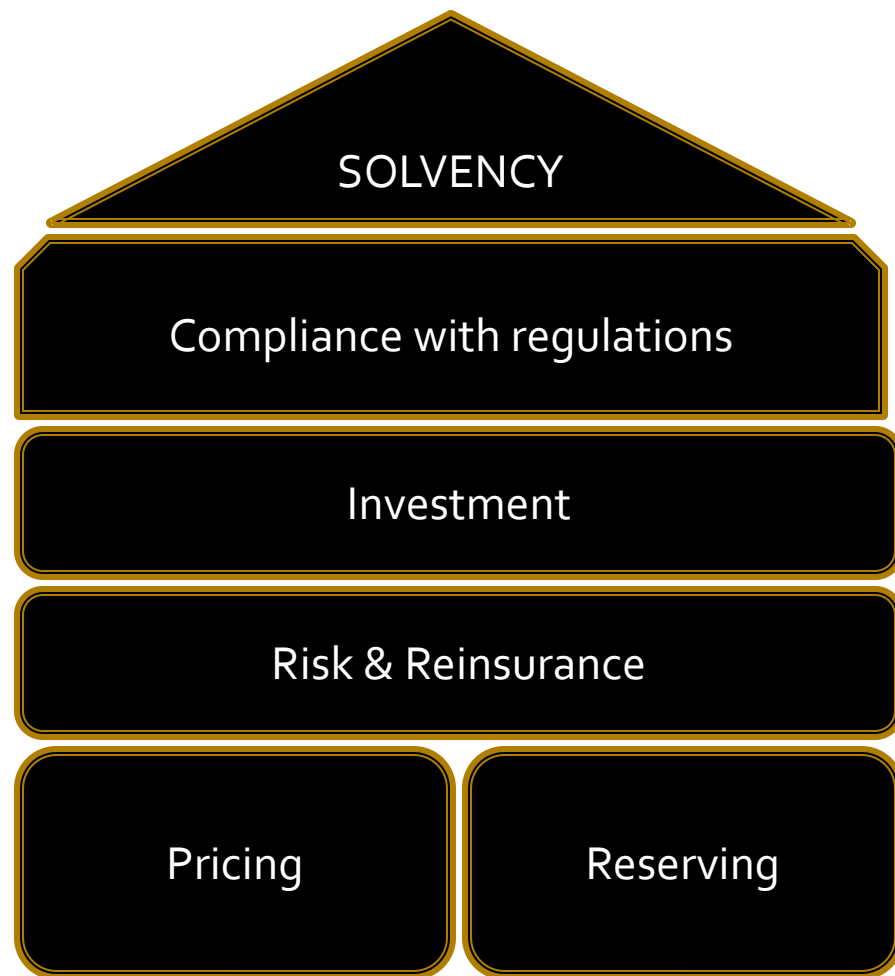 SOLVENCY
Compliance with regulations
Investment
Risk & Reinsurance
Pricing
Reserving